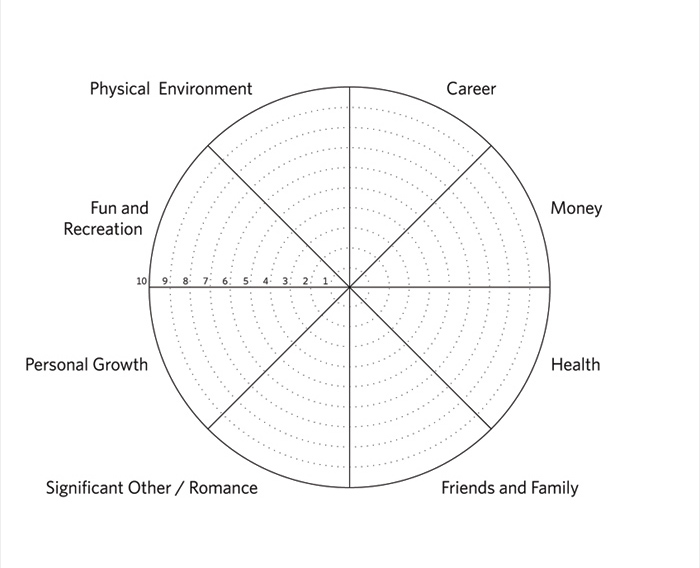 Physical Environment
Career
Fun and
Recreation
Money
10 9 8 7 6 5 4 3 2 1
Personal Growth
Health
Significant Other / Romance
Friends and Family